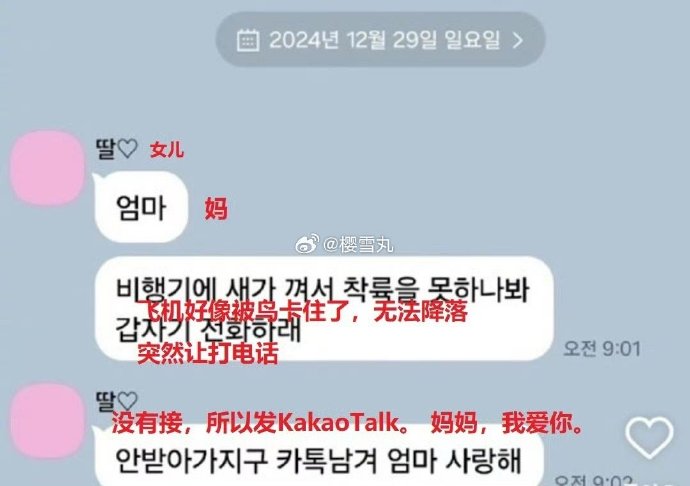 2024년 12월 29일 일요일 >
딸♡ 女儿
엄마 妈
@樱雪丸
비행기에 새가 껴서 착륙을 못하나봐
飞机好像被鸟卡住了，无法降落
갑자기 전화하래
突然让打电话
오전 9:01
딸♡
没有接，所以发KakaoTalk。 妈妈，我爱你。
안받아가지구 카톡남겨 엄마 사랑해
오전 9:02